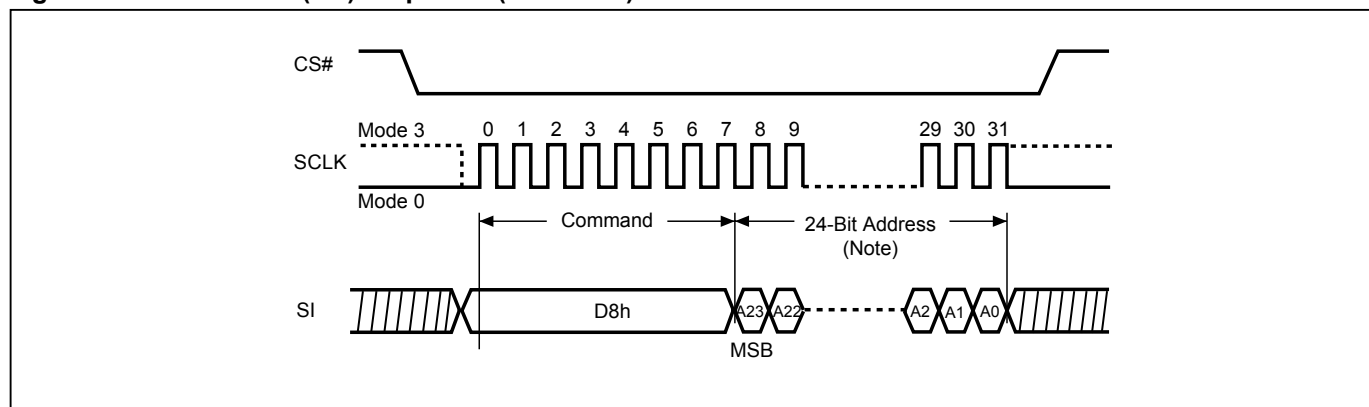 CS#
Mode 3
0 1 2 3 4 5 6 7 8 9 29 30 31
SCLK
Mode 0
Command
24-Bit Address
(Note)
SI
D8h
A23 A22
A2 A1 A0
MSB